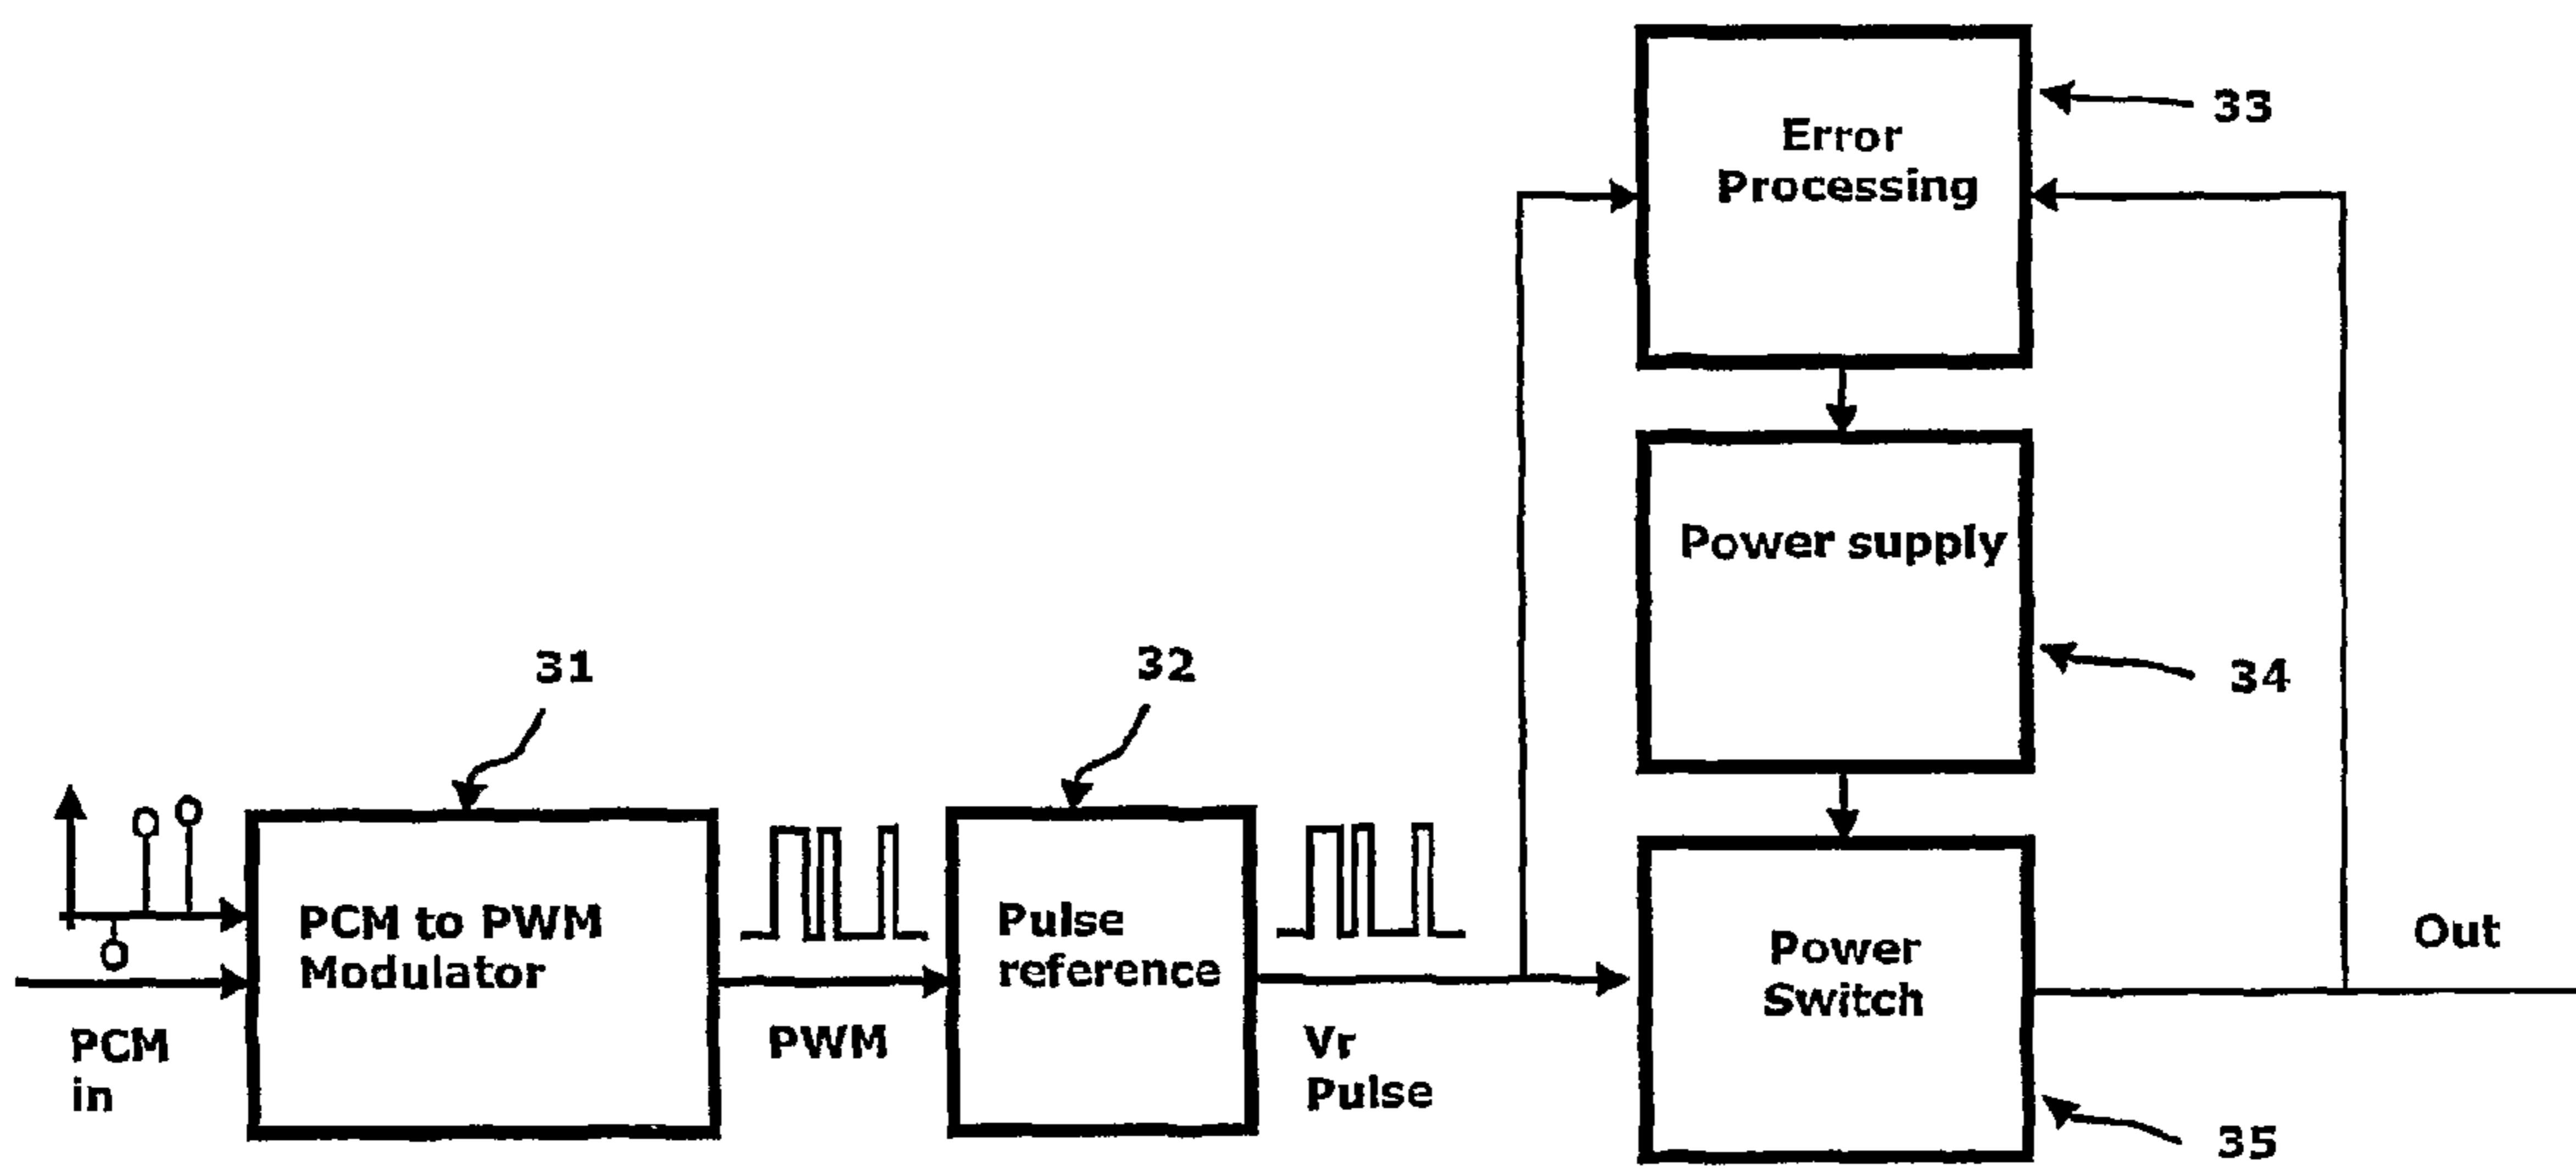 33
Error
Processing
Power supply
34
31
32
PCM to PWM
Modulator
Pulse
reference
Power
Switch
Out
PCM
in
PWM
Vr
Pulse
35